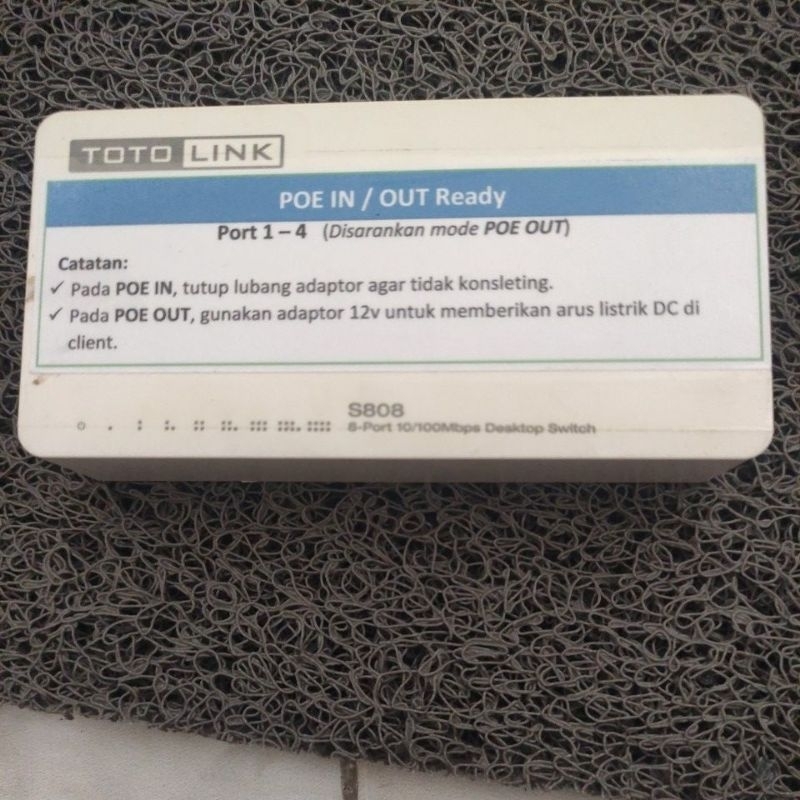 TOTO LINK
POE IN / OUT Ready
Port 1 – 4 (Disarankan mode POE OUT)
Catatan:
✓ Pada POE IN, tutup lubang adaptor agar tidak konsleting.
✓ Pada POE OUT, gunakan adaptor 12v untuk memberikan arus listrik DC di
client.
S808
8-Port 10/100Mbps Desktop Switch